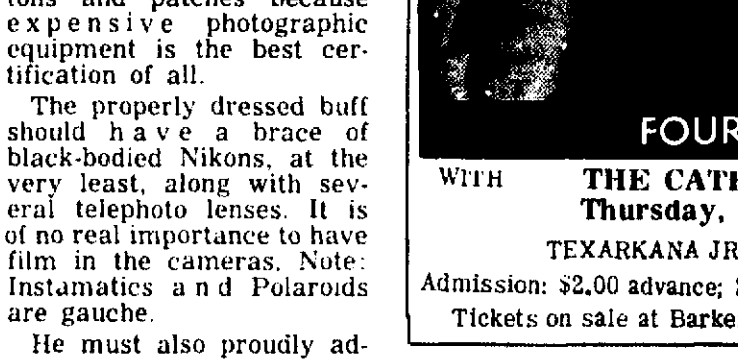 tons and patches because
expensive photographic
equipment is the best cer-
tification of all.
The properly dressed buff
should have a brace of
black-bodied Nikons, at the
very least, along with sev-
eral telephoto lenses. It is
of no real importance to have
film in the cameras. Note:
Instamatics and Polaroids
are gauche.
He must also proudly ad-
FOUR
WITH
THE CATH
Thursday,
TEXARKANA JR
Admission: $2.00 advance;
Tickets on sale at Barke